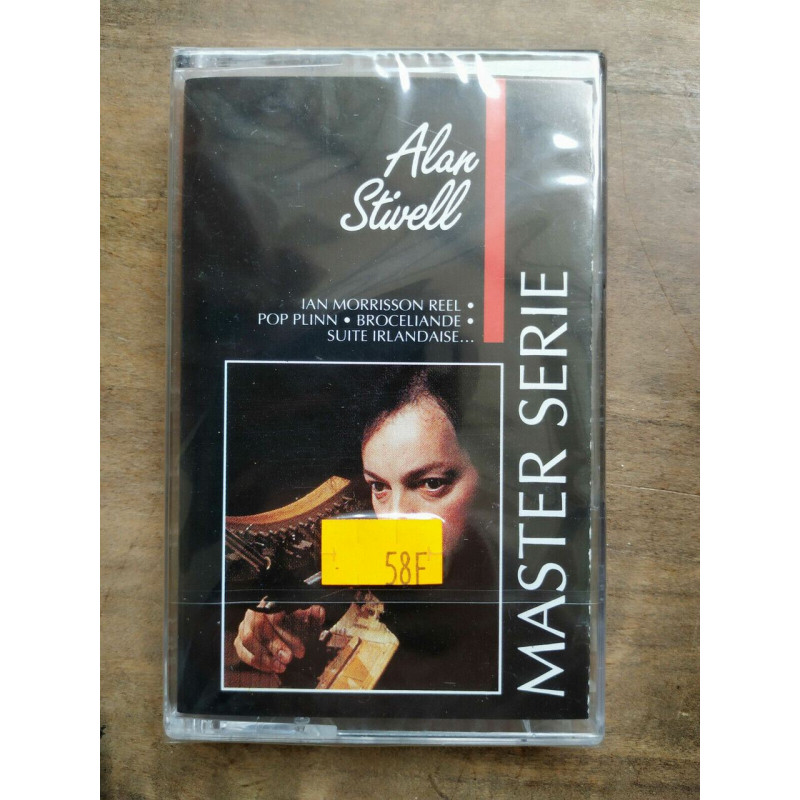 Alan
Stivell
IAN MORRISSON REEL •
POP PLINN • BROCELIANDE •
SUITE IRLANDAISE...
MASTER SERIE
58F